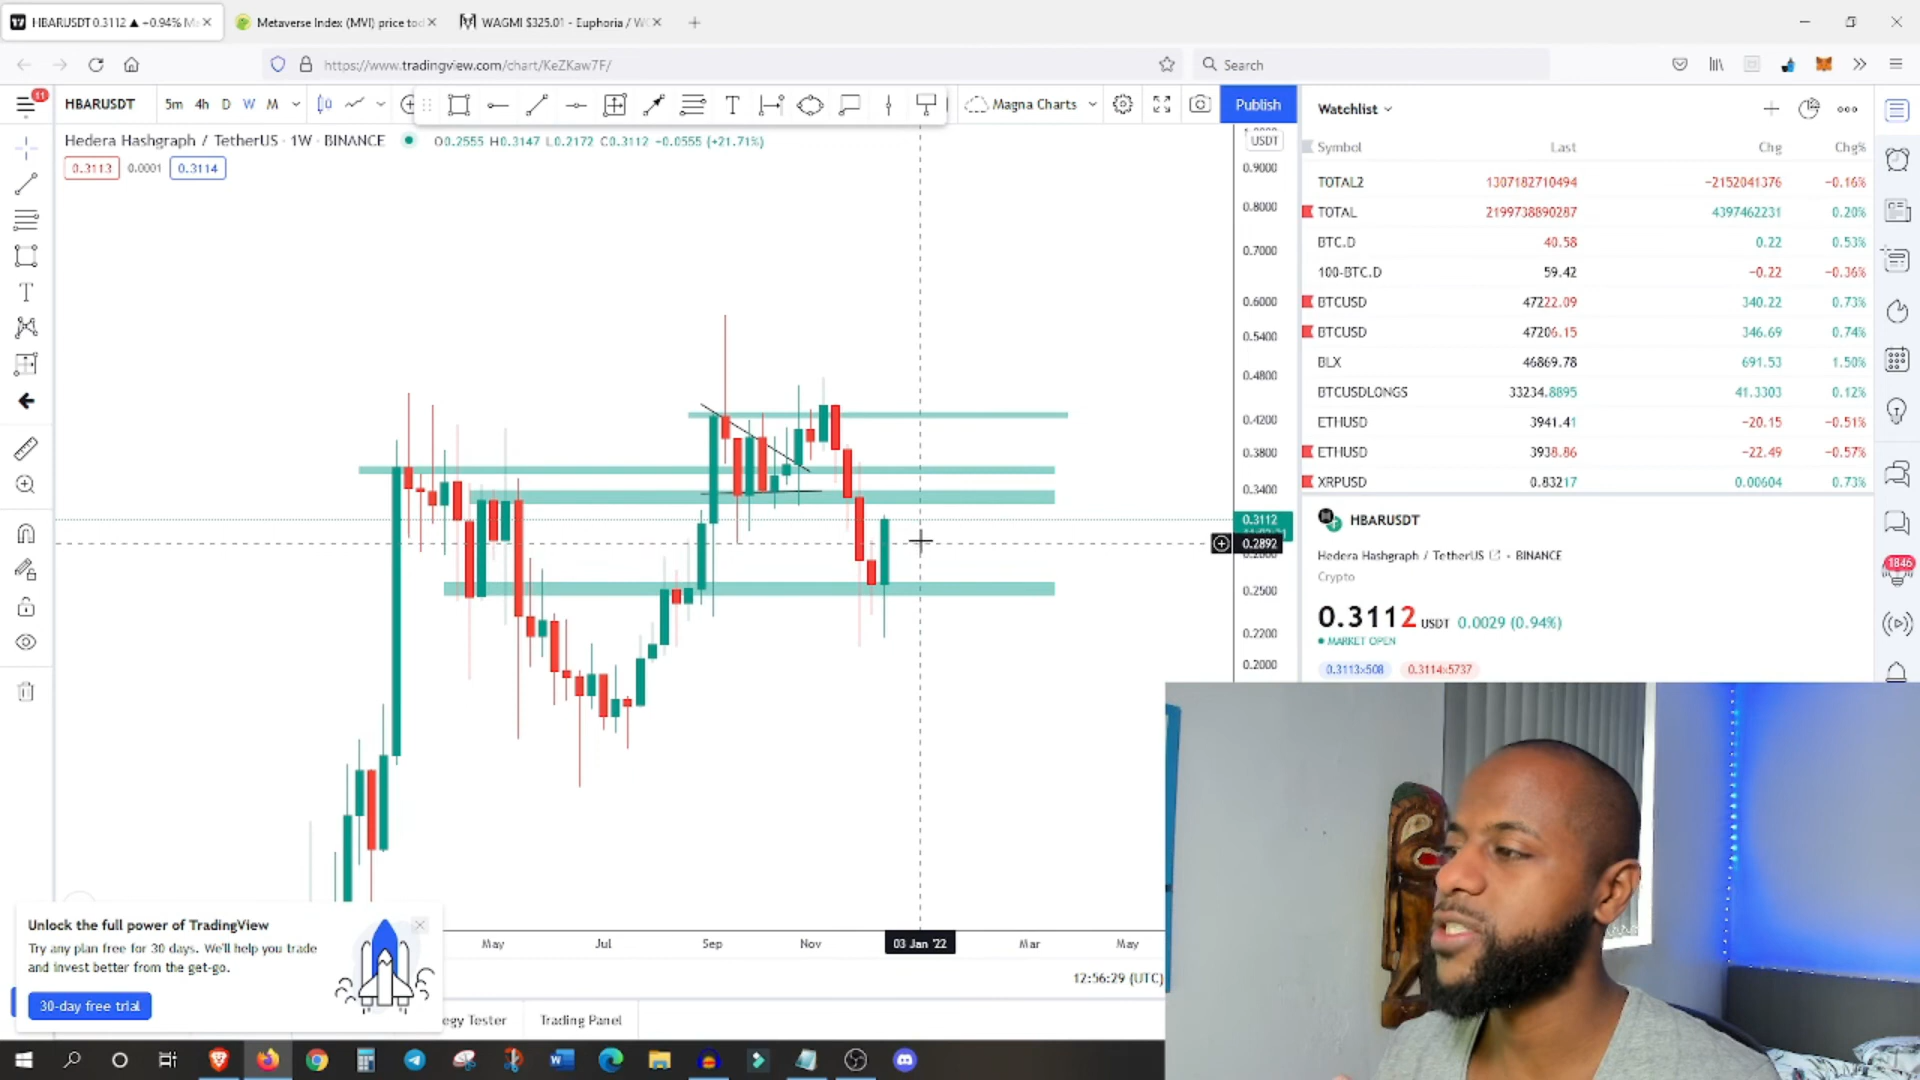 HBARUSDT 0.3112 ▲ +0.94%
Metaverse Index (MVI) price tod
WAGMI $325.01 - Euphoria / WO
https://www.tradingview.com/chart/KeZKaw7F/
Search
11
HBARUSDT
5m 4h D W M
Magna Charts
Publish
Hedera Hashgraph / TetherUS · 1W · BINANCE
O0.2555 H0.3147 L0.2172 C0.3112 −0.0555 (+21.71%)
0.3113 0.0001 0.3114
USDT
0.9000
0.8000
0.7000
0.6000
0.5400
0.4800
0.4200
0.3800
0.3400
0.3112
0.2892
0.2500
0.2200
0.2000
Watchlist
Symbol Last Chg Chg%
TOTAL2 1307182710494 −2152041376 −0.16%
TOTAL 2199738890287 4397462231 0.20%
BTC.D 40.58 0.22 0.53%
100-BTC.D 59.42 −0.22 −0.36%
BTCUSD 47222.09 340.22 0.73%
BTCUSD 47206.15 346.69 0.74%
BLX 46869.78 691.53 1.50%
BTCUSDLONGS 33234.8895 41.3303 0.12%
ETHUSD 3941.41 −20.15 −0.51%
ETHUSD 3938.86 −22.49 −0.57%
XRPUSD 0.83217 0.00604 0.73%
HBARUSDT
Hedera Hashgraph / TetherUS · BINANCE
Crypto
0.3112 USDT 0.0029 (0.94%)
MARKET OPEN
0.3113×508 0.3114×5737
1846
Unlock the full power of TradingView
Try any plan free for 30 days. We'll help you trade
and invest better from the get-go.
30-day free trial
May Jul Sep Nov 03 Jan '22 Mar May
12:56:29 (UTC)
egy Tester
Trading Panel